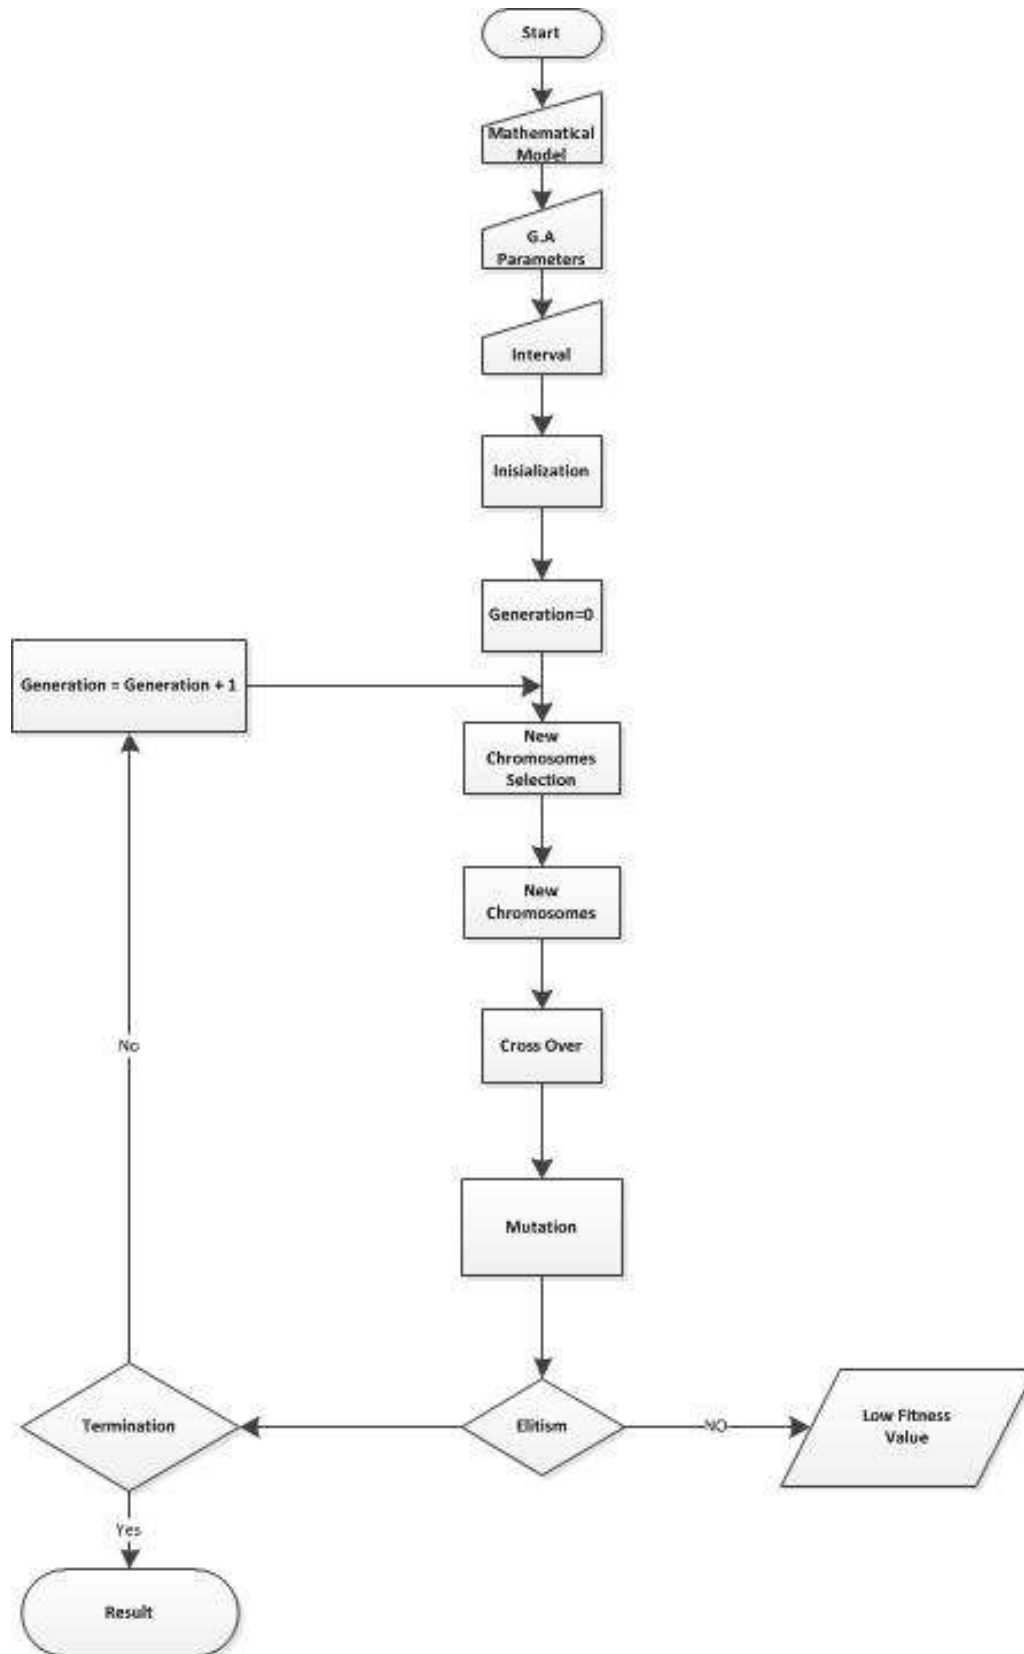 Start
Mathematical
Model
G.A
Parameters
Interval
Inisialization
Generation=0
Generation = Generation + 1
New
Chromosomes
Selection
New
Chromosomes
Cross Over
No
Mutation
Termination
Elitism
NO
Low Fitness
Value
Yes
Result